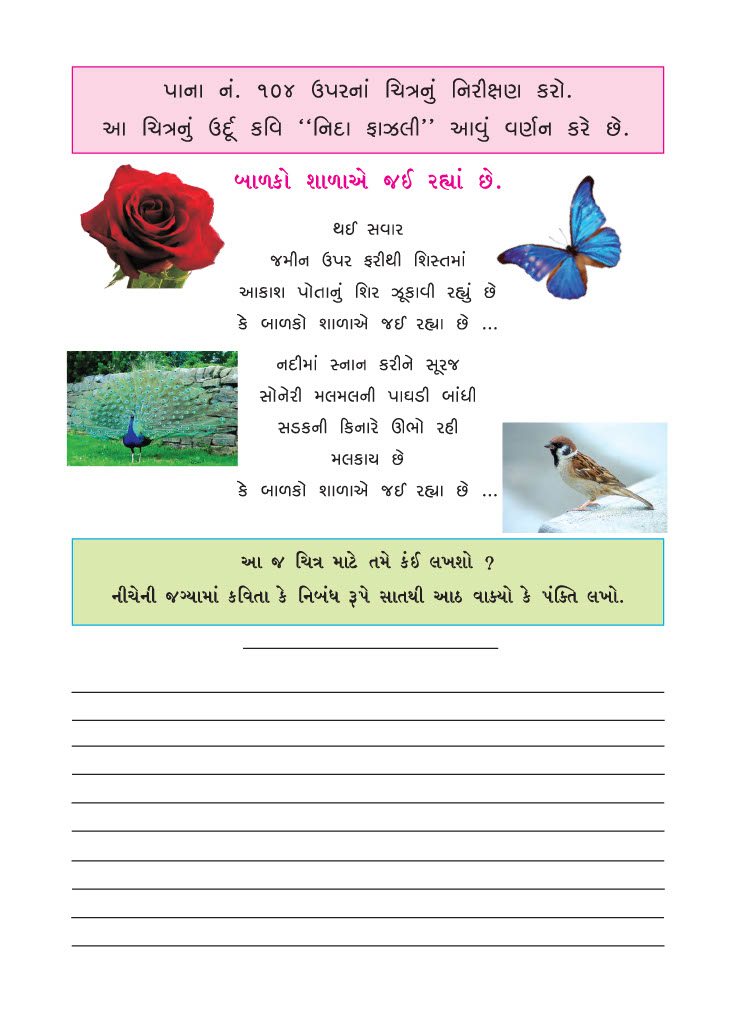 પાના નં. ૧૦૪ ઉપરનાં ચિત્રનું નિરીક્ષણ કરો.
આ ચિત્રનું ઉર્દૂ કવિ ‘‘નિદા ફાઝલી’’ આવું વર્ણન કરે છે.
બાળકો શાળાએ જઈ રહ્યાં છે.
થઈ સવાર
જમીન ઉપર ફરીથી શિસ્તમાં
આકાશ પોતાનું શિર ઝૂકાવી રહ્યું છે
કે બાળકો શાળાએ જઈ રહ્યા છે ...
નદીમાં સ્નાન કરીને સૂરજ
સોનેરી મલમલની પાઘડી બાંધી
સડકની કિનારે ઊભો રહી
મલકાય છે
કે બાળકો શાળાએ જઈ રહ્યા છે ...
આ જ ચિત્ર માટે તમે કંઈ લખશો ?
નીચેની જગ્યામાં કવિતા કે નિબંધ રૂપે સાતથી આઠ વાક્યો કે પંક્તિ લખો.